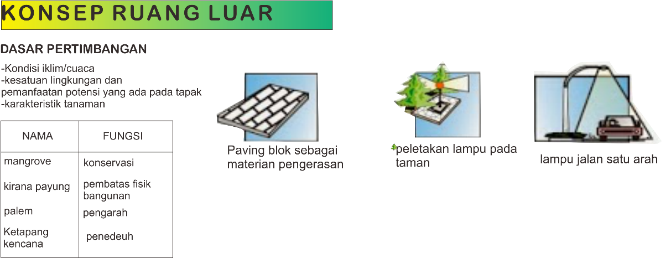 KONSEP RUANG LUAR
DASAR PERTIMBANGAN
-Kondisi iklim/cuaca
-kesatuan lingkungan dan
pemanfaatan potensi yang ada pada tapak
-karakteristik tanaman
NAMA FUNGSI
mangrove konservasi
kirana payung pembatas fisik
bangunan
palem pengarah
Ketapang
kencana penedeuh
Paving blok sebagai
materian pengerasan
peletakan lampu pada
taman
lampu jalan satu arah